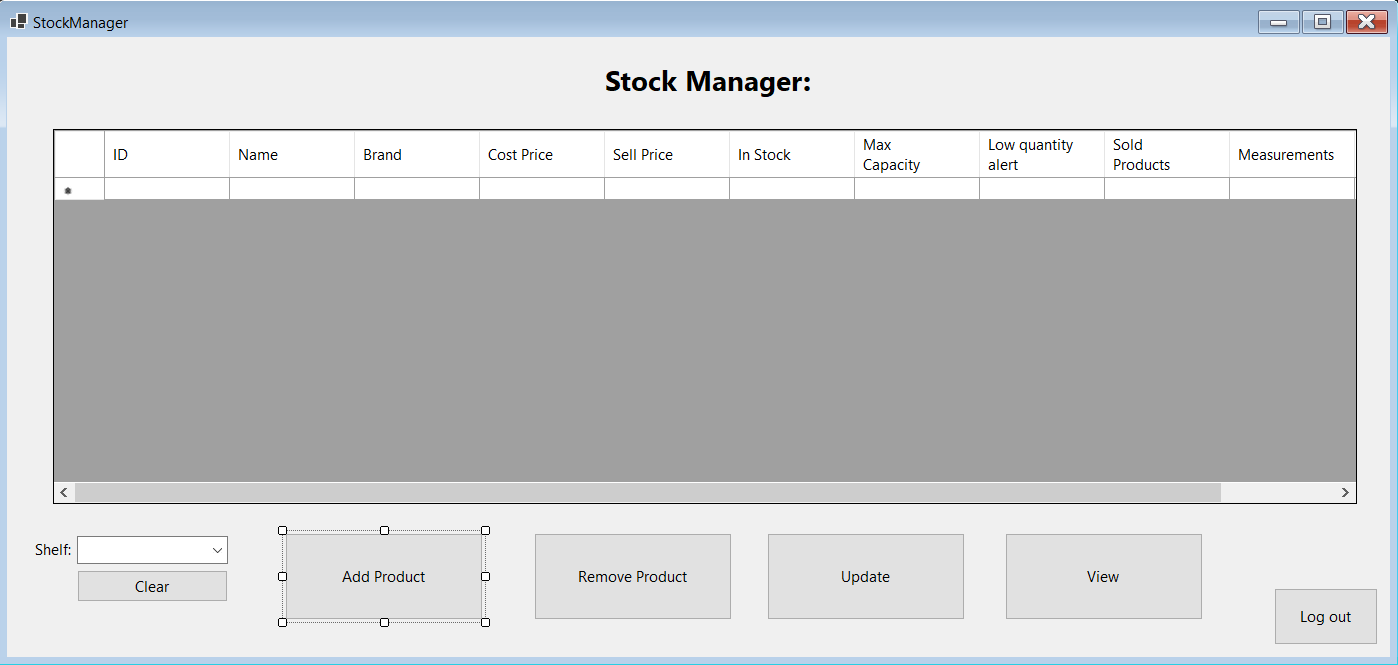 StockManager
Stock Manager:
ID Name Brand Cost Price Sell Price In Stock Max Capacity Low quantity alert Sold Products Measurements
Shelf:
Clear
Add Product
Remove Product
Update
View
Log out